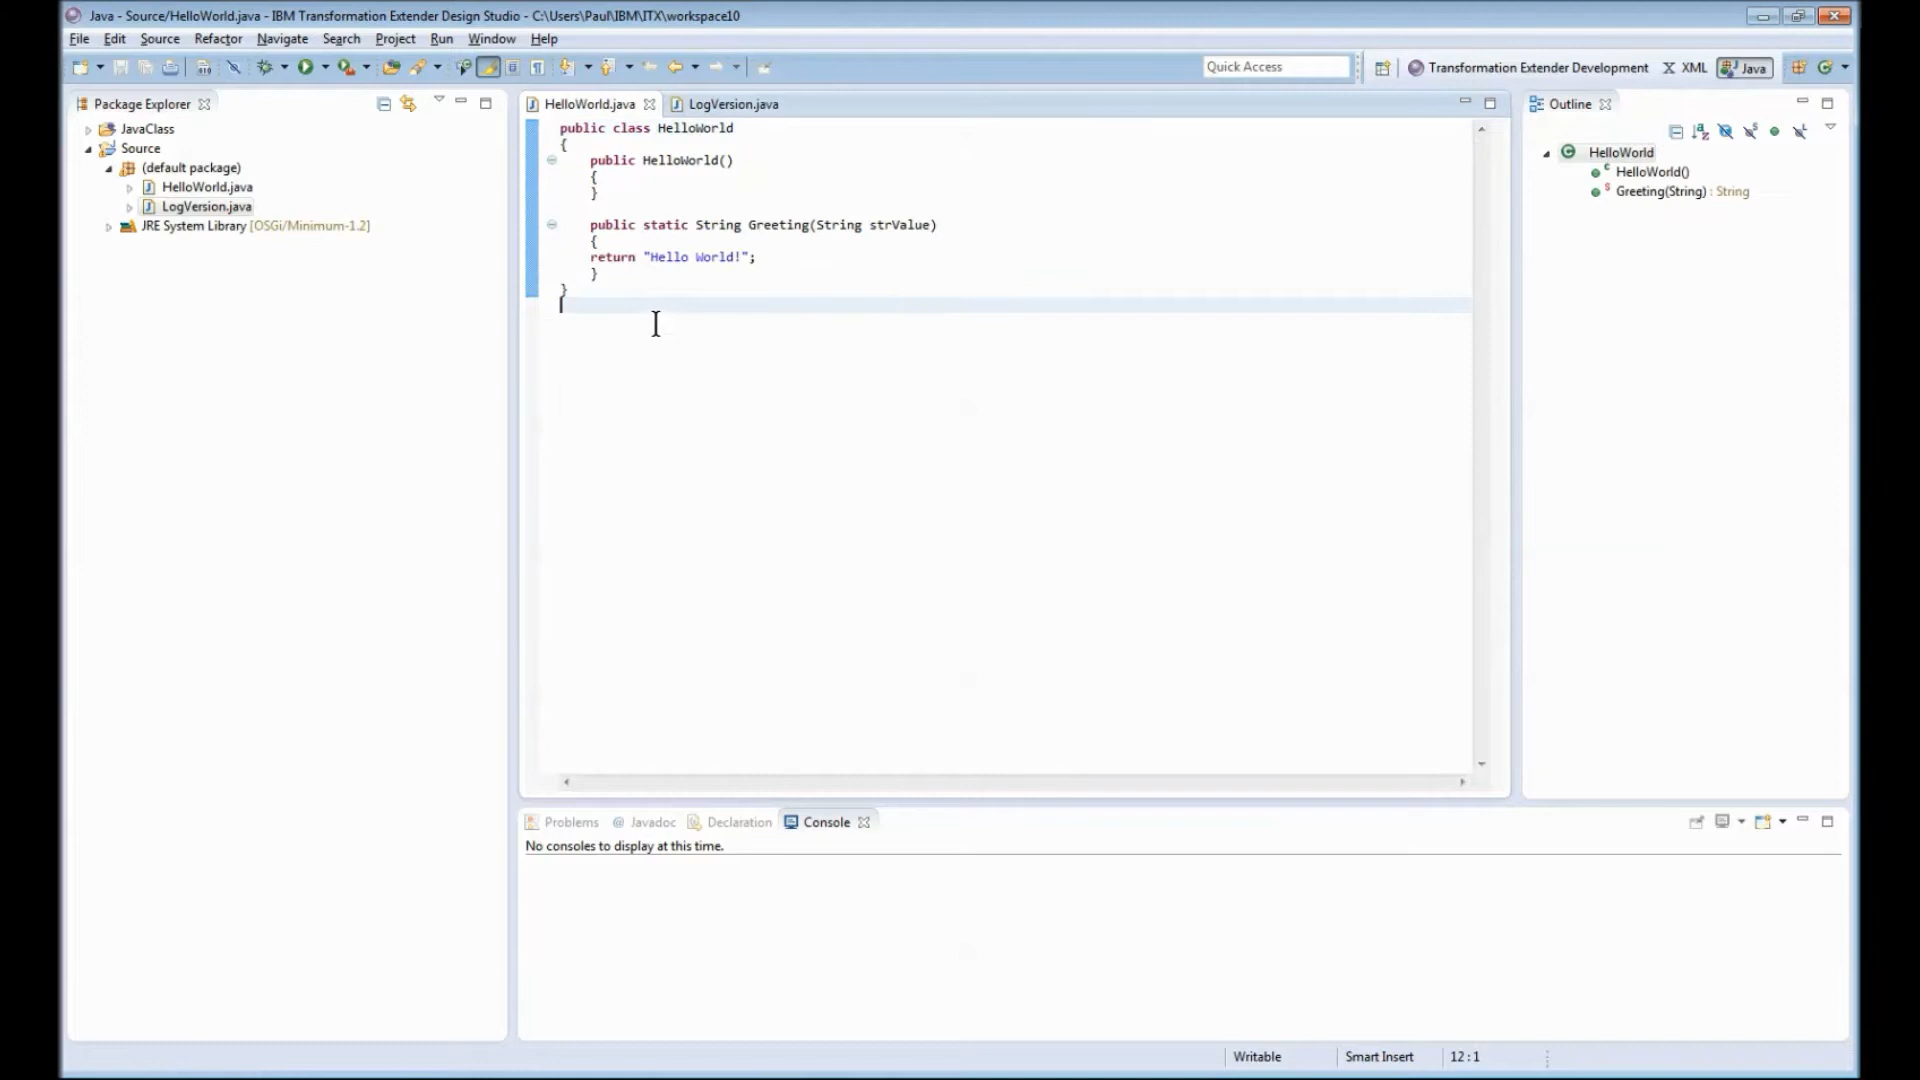 Java - Source/HelloWorld.java - IBM Transformation Extender Design Studio - C:\Users\Paul\IBM\ITX\workspace10
File Edit Source Refactor Navigate Search Project Run Window Help
Quick Access
Transformation Extender Development XML Java
Package Explorer
JavaClass
Source
(default package)
HelloWorld.java
LogVersion.java
JRE System Library [OSGi/Minimum-1.2]
HelloWorld.java LogVersion.java
public class HelloWorld
{
public HelloWorld()
{
}
public static String Greeting(String strValue)
{
return "Hello World!";
}
}
Outline
HelloWorld
HelloWorld()
Greeting(String) : String
Problems @ Javadoc Declaration Console
No consoles to display at this time.
Writable Smart Insert 12 : 1